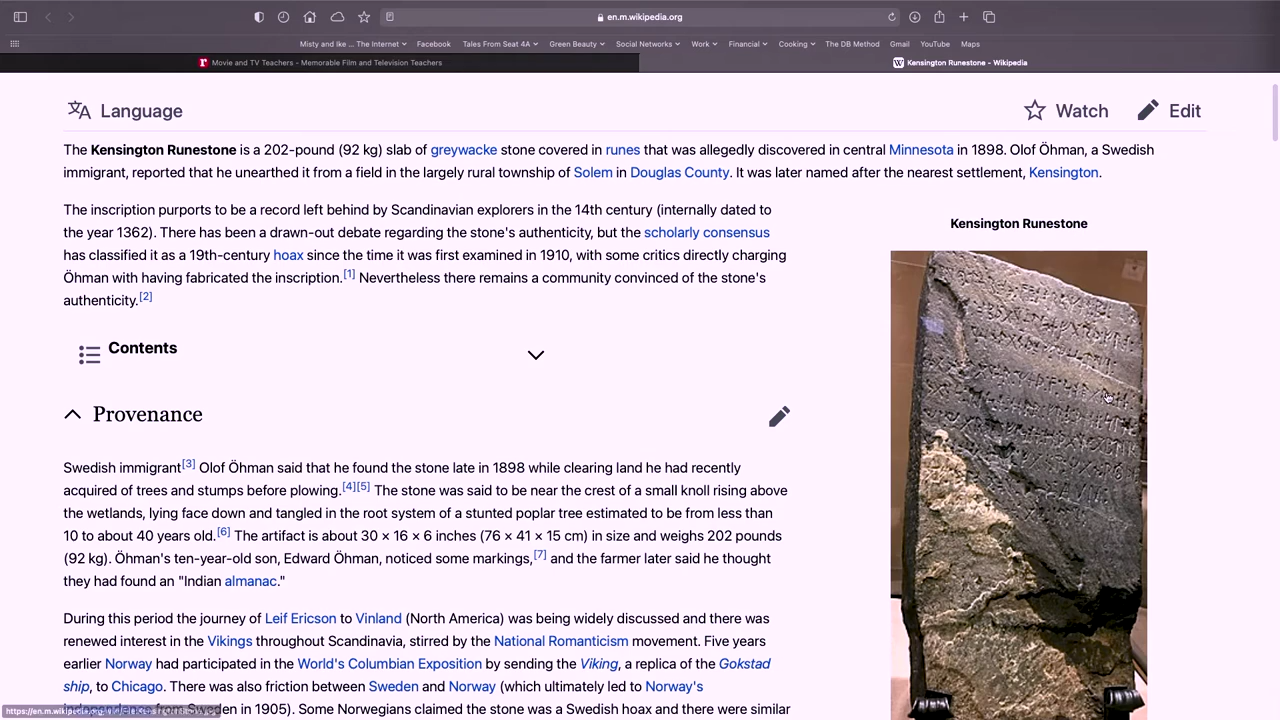 en.m.wikipedia.org
Misty and Ike ... The Internet Facebook Tales From Seat 4A Green Beauty Social Networks Work Financial Cooking The DB Method Gmail YouTube Maps
Movie and TV Teachers - Memorable Film and Television Teachers
W Kensington Runestone - Wikipedia
Language
Watch
Edit
The Kensington Runestone is a 202-pound (92 kg) slab of greywacke stone covered in runes that was allegedly discovered in central Minnesota in 1898. Olof Öhman, a Swedish
immigrant, reported that he unearthed it from a field in the largely rural township of Solem in Douglas County. It was later named after the nearest settlement, Kensington.
The inscription purports to be a record left behind by Scandinavian explorers in the 14th century (internally dated to
the year 1362). There has been a drawn-out debate regarding the stone's authenticity, but the scholarly consensus
has classified it as a 19th-century hoax since the time it was first examined in 1910, with some critics directly charging
Öhman with having fabricated the inscription.[1] Nevertheless there remains a community convinced of the stone's
authenticity.[2]
Kensington Runestone
Contents
Provenance
Swedish immigrant[3] Olof Öhman said that he found the stone late in 1898 while clearing land he had recently
acquired of trees and stumps before plowing.[4][5] The stone was said to be near the crest of a small knoll rising above
the wetlands, lying face down and tangled in the root system of a stunted poplar tree estimated to be from less than
10 to about 40 years old.[6] The artifact is about 30 × 16 × 6 inches (76 × 41 × 15 cm) in size and weighs 202 pounds
(92 kg). Öhman's ten-year-old son, Edward Öhman, noticed some markings,[7] and the farmer later said he thought
they had found an "Indian almanac."
During this period the journey of Leif Ericson to Vinland (North America) was being widely discussed and there was
renewed interest in the Vikings throughout Scandinavia, stirred by the National Romanticism movement. Five years
earlier Norway had participated in the World's Columbian Exposition by sending the Viking, a replica of the Gokstad
ship, to Chicago. There was also friction between Sweden and Norway (which ultimately led to Norway's
independence from Sweden in 1905). Some Norwegians claimed the stone was a Swedish hoax and there were similar
https://en.m.wikipedia.org